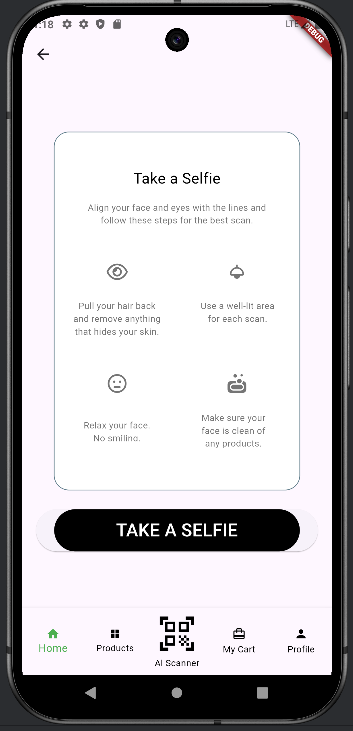 :18
LTE
DEBUG
Take a Selfie
Align your face and eyes with the lines and
follow these steps for the best scan.
Pull your hair back
and remove anything
that hides your skin.
Use a well-lit area
for each scan.
Relax your face.
No smiling.
Make sure your
face is clean of
any products.
TAKE A SELFIE
Home
Products
AI Scanner
My Cart
Profile